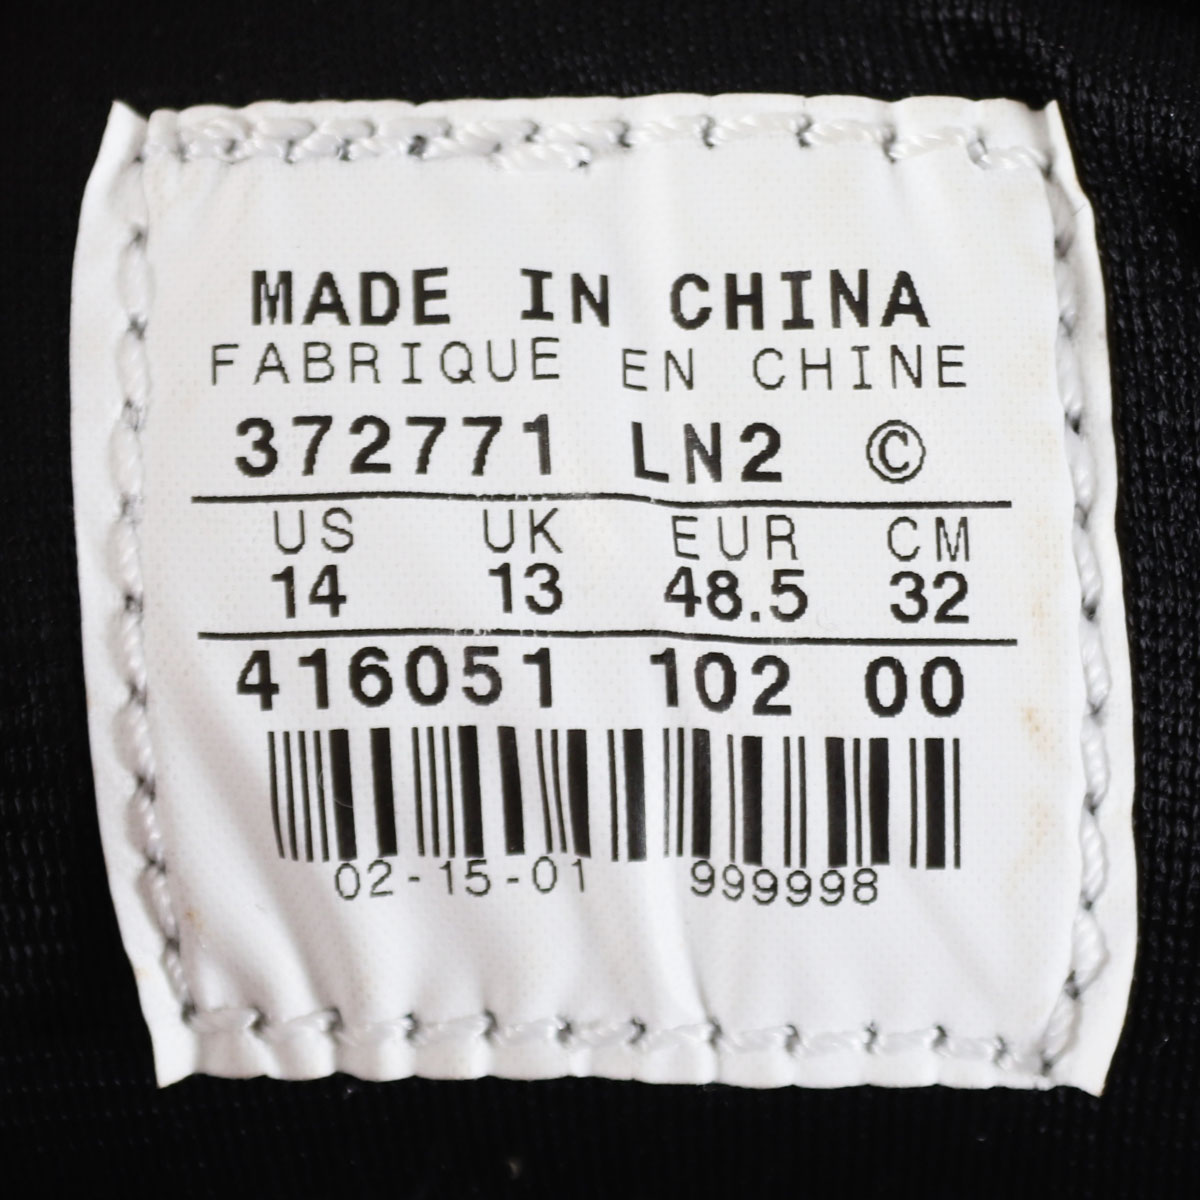 MADE IN CHINA
FABRIQUE EN CHINE
372771 LN2 ©
US UK EUR CM
14 13 48.5 32
416051 102 00
02-15-01 999998